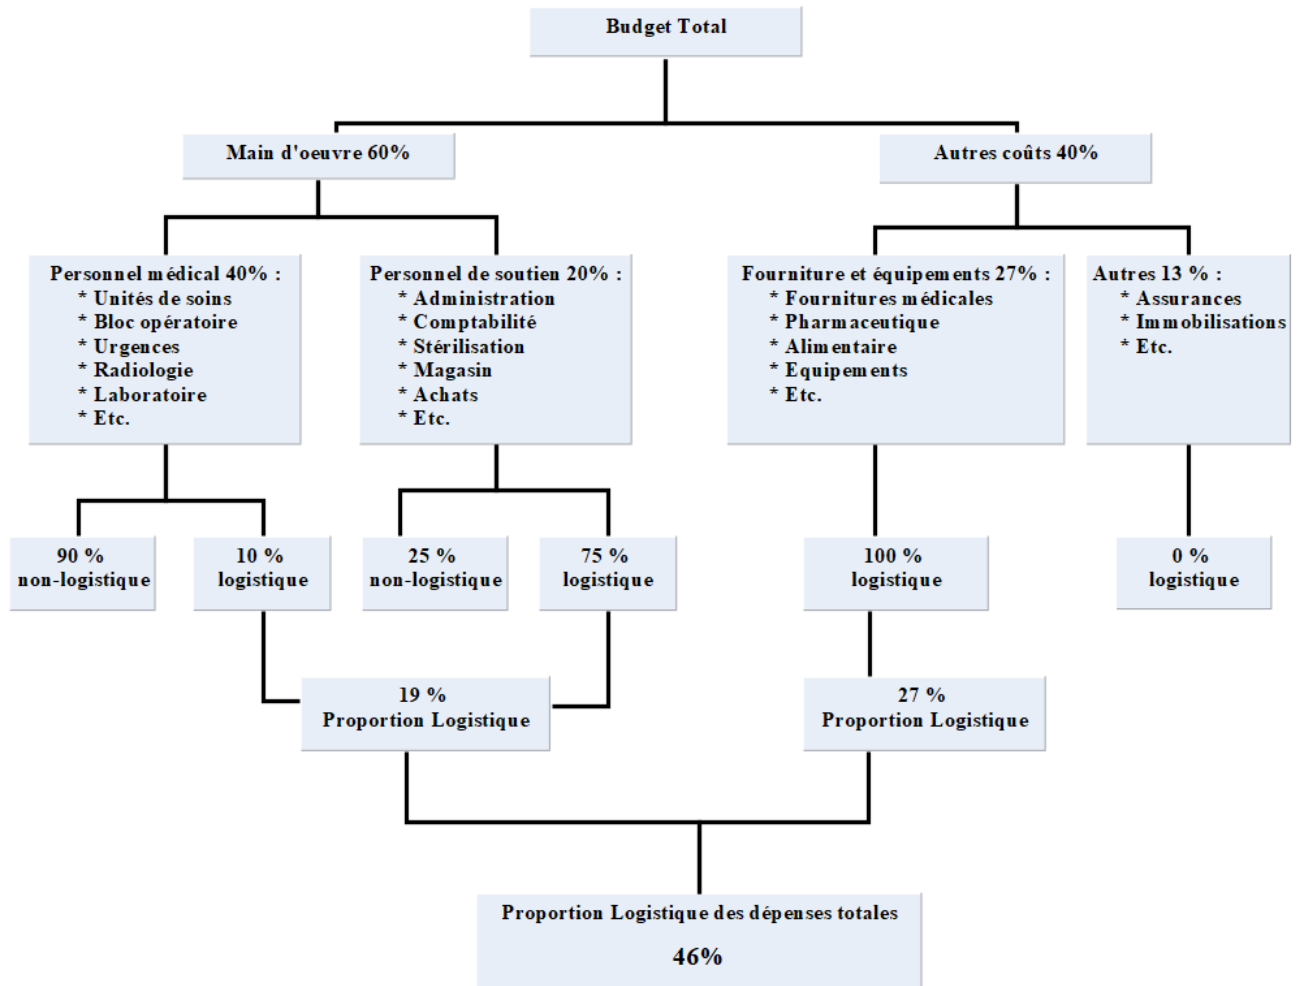 Budget Total
Main d'oeuvre 60%
Autres coûts 40%
Personnel médical 40% :
* Unités de soins
* Bloc opératoire
* Urgences
* Radiologie
* Laboratoire
* Etc.
Personnel de soutien 20% :
* Administration
* Comptabilité
* Stérilisation
* Magasin
* Achats
* Etc.
Fourniture et équipements 27% :
* Fournitures médicales
* Pharmaceutique
* Alimentaire
* Equipements
* Etc.
Autres 13 % :
* Assurances
* Immobilisations
* Etc.
90 %
non-logistique
10 %
logistique
25 %
non-logistique
75 %
logistique
100 %
logistique
0 %
logistique
19 %
Proportion Logistique
27 %
Proportion Logistique
Proportion Logistique des dépenses totales
46%